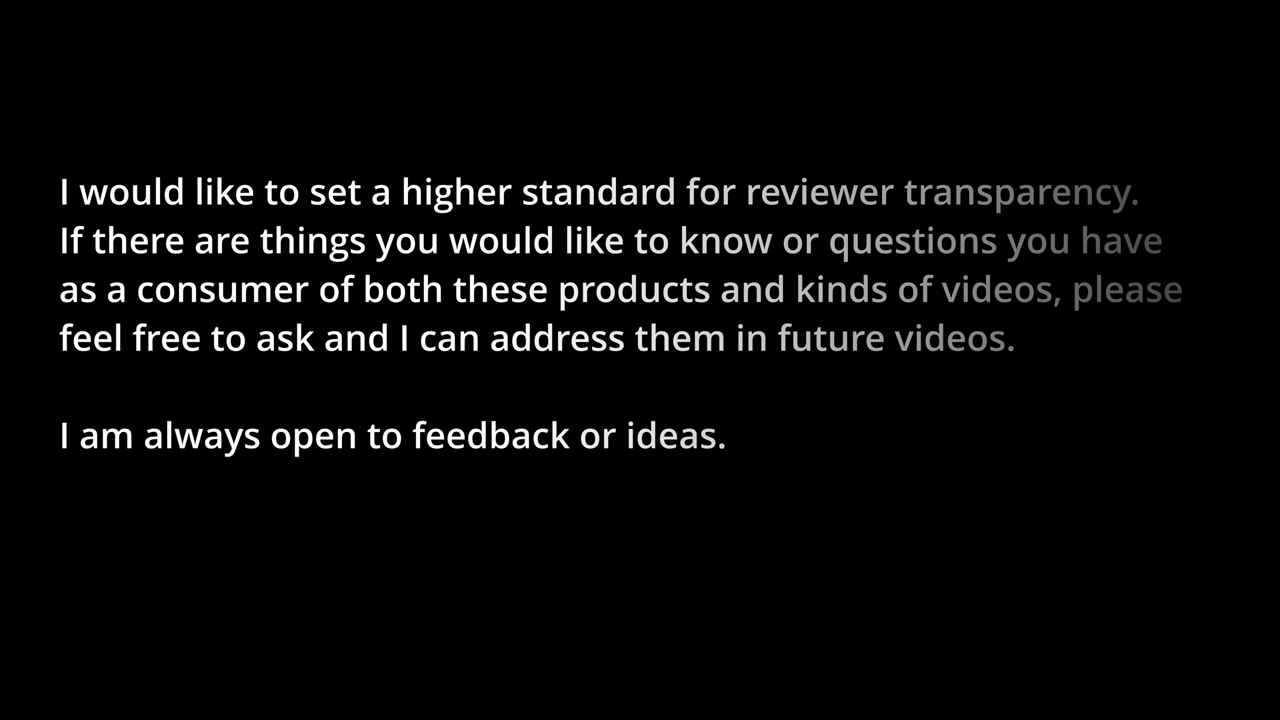 I would like to set a higher standard for reviewer transparency.
If there are things you would like to know or questions you have
as a consumer of both these products and kinds of videos, please
feel free to ask and I can address them in future videos.
I am always open to feedback or ideas.